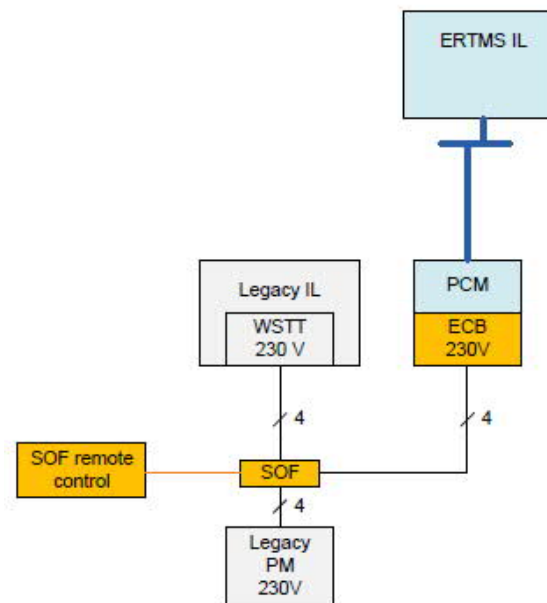 ERTMS IL
Legacy IL
WSTT
230 V
PCM
ECB
230V
4
4
SOF remote
control
SOF
4
Legacy
PM
230V